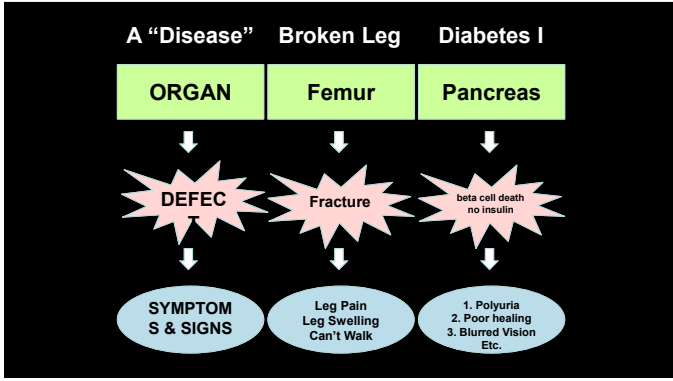 A “Disease” Broken Leg Diabetes I
ORGAN Femur Pancreas
DEFEC
T
Fracture
beta cell death
no insulin
SYMPTOM
S & SIGNS
Leg Pain
Leg Swelling
Can’t Walk
1. Polyuria
2. Poor healing
3. Blurred Vision
Etc.